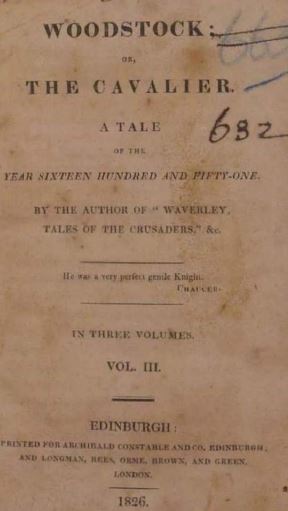 WOODSTOCK;
OR,
THE CAVALIER.
A TALE
OF THE
YEAR SIXTEEN HUNDRED AND FIFTY-ONE.
BY THE AUTHOR OF "WAVERLEY,
TALES OF THE CRUSADERS," &c.
He was a very perfect gentle Knight.
CHAUCER.
IN THREE VOLUMES.
VOL. III.
EDINBURGH:
PRINTED FOR ARCHIBALD CONSTABLE AND CO. EDINBURGH;
AND LONGMAN, REES, ORME, BROWN, AND GREEN,
LONDON.
1826.
682